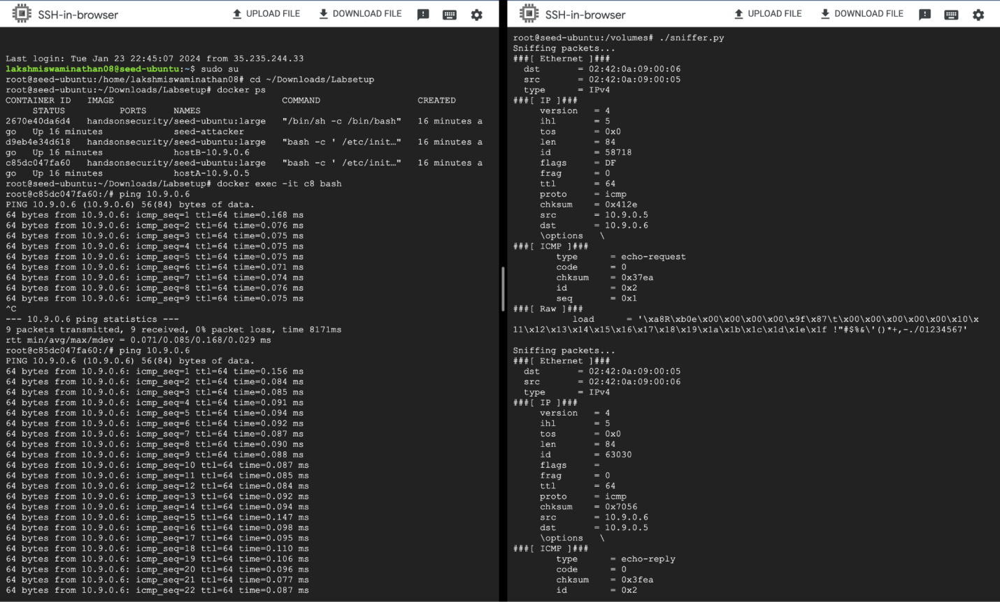 SSH-in-browser
UPLOAD FILE
DOWNLOAD FILE
Last login: Tue Jan 23 22:45:07 2024 from 35.235.244.33
lakshmiswaminathan08@seed-ubuntu:~$ sudo su
root@seed-ubuntu:/home/lakshmiswaminathan08# cd ~/Downloads/Labsetup
root@seed-ubuntu:~/Downloads/Labsetup# docker ps
CONTAINER ID   IMAGE                               COMMAND                  CREATED
     STATUS          PORTS     NAMES
2670e40da6d4   handsonsecurity/seed-ubuntu:large   "/bin/sh -c /bin/bash"   16 minutes a
go   Up 16 minutes             seed-attacker
d9eb4e34d618   handsonsecurity/seed-ubuntu:large   "bash -c ' /etc/init…"   16 minutes a
go   Up 16 minutes             hostB-10.9.0.6
c85dc047fa60   handsonsecurity/seed-ubuntu:large   "bash -c ' /etc/init…"   16 minutes a
go   Up 16 minutes             hostA-10.9.0.5
root@seed-ubuntu:~/Downloads/Labsetup# docker exec -it c8 bash
root@c85dc047fa60:/# ping 10.9.0.6
PING 10.9.0.6 (10.9.0.6) 56(84) bytes of data.
64 bytes from 10.9.0.6: icmp_seq=1 ttl=64 time=0.168 ms
64 bytes from 10.9.0.6: icmp_seq=2 ttl=64 time=0.076 ms
64 bytes from 10.9.0.6: icmp_seq=3 ttl=64 time=0.075 ms
64 bytes from 10.9.0.6: icmp_seq=4 ttl=64 time=0.075 ms
64 bytes from 10.9.0.6: icmp_seq=5 ttl=64 time=0.075 ms
64 bytes from 10.9.0.6: icmp_seq=6 ttl=64 time=0.071 ms
64 bytes from 10.9.0.6: icmp_seq=7 ttl=64 time=0.074 ms
64 bytes from 10.9.0.6: icmp_seq=8 ttl=64 time=0.076 ms
64 bytes from 10.9.0.6: icmp_seq=9 ttl=64 time=0.075 ms
^C
--- 10.9.0.6 ping statistics ---
9 packets transmitted, 9 received, 0% packet loss, time 8171ms
rtt min/avg/max/mdev = 0.071/0.085/0.168/0.029 ms
root@c85dc047fa60:/# ping 10.9.0.6
PING 10.9.0.6 (10.9.0.6) 56(84) bytes of data.
64 bytes from 10.9.0.6: icmp_seq=1 ttl=64 time=0.156 ms
64 bytes from 10.9.0.6: icmp_seq=2 ttl=64 time=0.084 ms
64 bytes from 10.9.0.6: icmp_seq=3 ttl=64 time=0.085 ms
64 bytes from 10.9.0.6: icmp_seq=4 ttl=64 time=0.091 ms
64 bytes from 10.9.0.6: icmp_seq=5 ttl=64 time=0.094 ms
64 bytes from 10.9.0.6: icmp_seq=6 ttl=64 time=0.092 ms
64 bytes from 10.9.0.6: icmp_seq=7 ttl=64 time=0.087 ms
64 bytes from 10.9.0.6: icmp_seq=8 ttl=64 time=0.090 ms
64 bytes from 10.9.0.6: icmp_seq=9 ttl=64 time=0.088 ms
64 bytes from 10.9.0.6: icmp_seq=10 ttl=64 time=0.087 ms
64 bytes from 10.9.0.6: icmp_seq=11 ttl=64 time=0.085 ms
64 bytes from 10.9.0.6: icmp_seq=12 ttl=64 time=0.084 ms
64 bytes from 10.9.0.6: icmp_seq=13 ttl=64 time=0.092 ms
64 bytes from 10.9.0.6: icmp_seq=14 ttl=64 time=0.094 ms
64 bytes from 10.9.0.6: icmp_seq=15 ttl=64 time=0.147 ms
64 bytes from 10.9.0.6: icmp_seq=16 ttl=64 time=0.098 ms
64 bytes from 10.9.0.6: icmp_seq=17 ttl=64 time=0.095 ms
64 bytes from 10.9.0.6: icmp_seq=18 ttl=64 time=0.110 ms
64 bytes from 10.9.0.6: icmp_seq=19 ttl=64 time=0.106 ms
64 bytes from 10.9.0.6: icmp_seq=20 ttl=64 time=0.096 ms
64 bytes from 10.9.0.6: icmp_seq=21 ttl=64 time=0.077 ms
64 bytes from 10.9.0.6: icmp_seq=22 ttl=64 time=0.087 ms
SSH-in-browser
UPLOAD FILE
DOWNLOAD FILE
root@seed-ubuntu:/volumes# ./sniffer.py
Sniffing packets...
###[ Ethernet ]###
  dst       = 02:42:0a:09:00:06
  src       = 02:42:0a:09:00:05
  type      = IPv4
###[ IP ]###
     version   = 4
     ihl       = 5
     tos       = 0x0
     len       = 84
     id        = 58718
     flags     = DF
     frag      = 0
     ttl       = 64
     proto     = icmp
     chksum    = 0x412e
     src       = 10.9.0.5
     dst       = 10.9.0.6
     \options   \
###[ ICMP ]###
        type      = echo-request
        code      = 0
        chksum    = 0x37ea
        id        = 0x2
        seq       = 0x1
###[ Raw ]###
           load      = '\xa8R\xb0e\x00\x00\x00\x00\x9f\x87\t\x00\x00\x00\x00\x00\x10\x
11\x12\x13\x14\x15\x16\x17\x18\x19\x1a\x1b\x1c\x1d\x1e\x1f !"#$%&\'()*+,-./01234567'
Sniffing packets...
###[ Ethernet ]###
  dst       = 02:42:0a:09:00:05
  src       = 02:42:0a:09:00:06
  type      = IPv4
###[ IP ]###
     version   = 4
     ihl       = 5
     tos       = 0x0
     len       = 84
     id        = 63030
     flags     =
     frag      = 0
     ttl       = 64
     proto     = icmp
     chksum    = 0x7056
     src       = 10.9.0.6
     dst       = 10.9.0.5
     \options   \
###[ ICMP ]###
        type      = echo-reply
        code      = 0
        chksum    = 0x3fea
        id        = 0x2